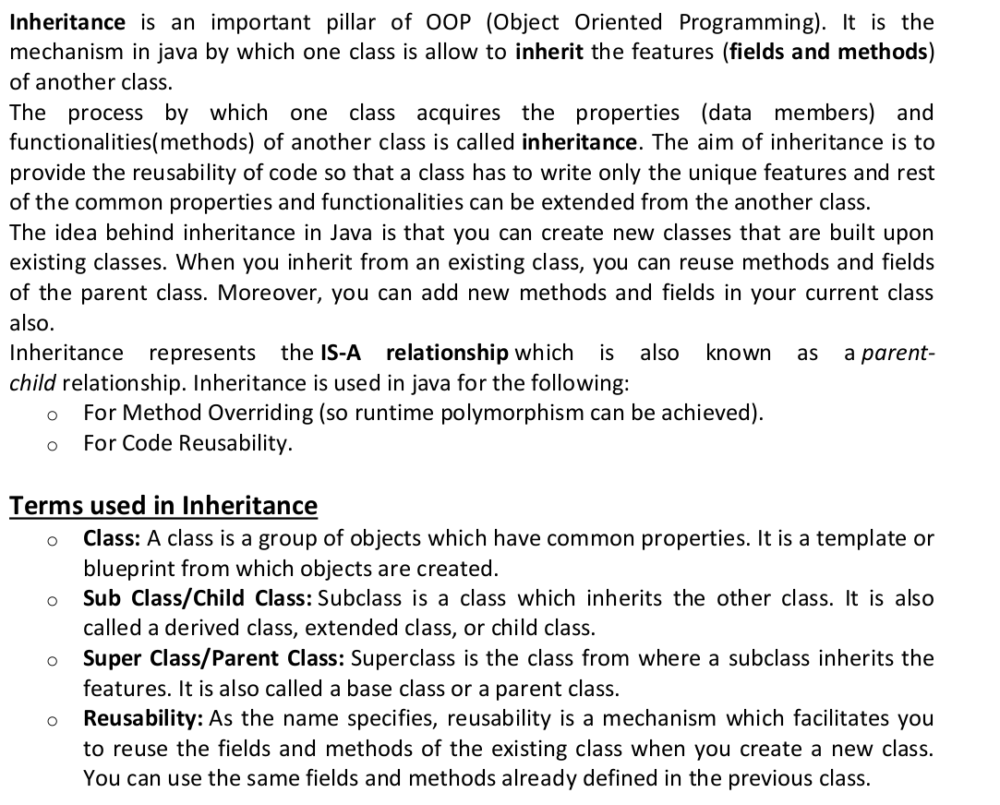 Inheritance is an important pillar of OOP (Object Oriented Programming). It is the
mechanism in java by which one class is allow to inherit the features (fields and methods)
of another class.
The process by which one class acquires the properties (data members) and
functionalities(methods) of another class is called inheritance. The aim of inheritance is to
provide the reusability of code so that a class has to write only the unique features and rest
of the common properties and functionalities can be extended from the another class.
The idea behind inheritance in Java is that you can create new classes that are built upon
existing classes. When you inherit from an existing class, you can reuse methods and fields
of the parent class. Moreover, you can add new methods and fields in your current class
also.
Inheritance represents the IS-A relationship which is also known as a parent-
child relationship. Inheritance is used in java for the following:
o For Method Overriding (so runtime polymorphism can be achieved).
o For Code Reusability.
Terms used in Inheritance
o Class: A class is a group of objects which have common properties. It is a template or
blueprint from which objects are created.
o Sub Class/Child Class: Subclass is a class which inherits the other class. It is also
called a derived class, extended class, or child class.
o Super Class/Parent Class: Superclass is the class from where a subclass inherits the
features. It is also called a base class or a parent class.
o Reusability: As the name specifies, reusability is a mechanism which facilitates you
to reuse the fields and methods of the existing class when you create a new class.
You can use the same fields and methods already defined in the previous class.